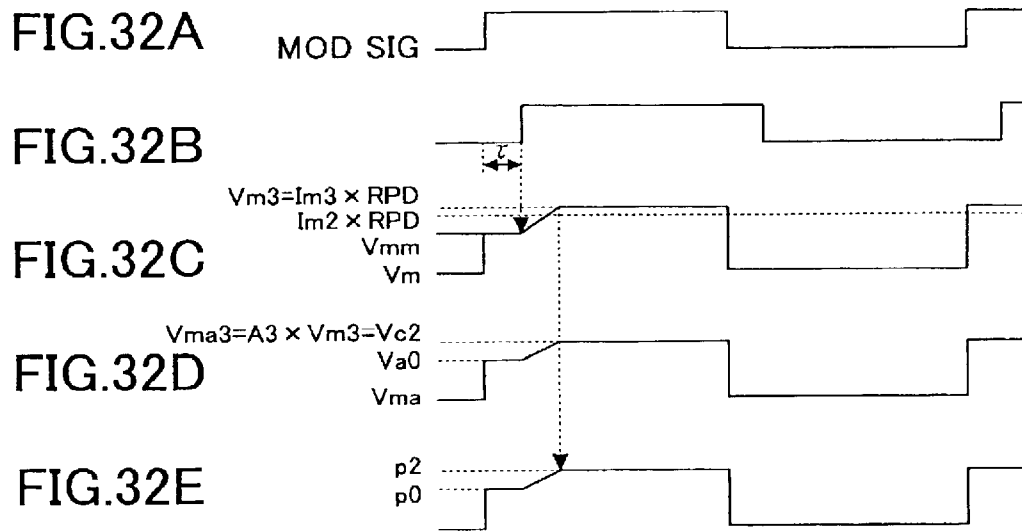 FIG.32A
MOD SIG
FIG.32B
τ
Vm3=Im3 × RPD
Im2 × RPD
Vmm
Vm
FIG.32C
Vma3=A3 × Vm3=Vc2
Va0
Vma
FIG.32D
p2
p0
FIG.32E